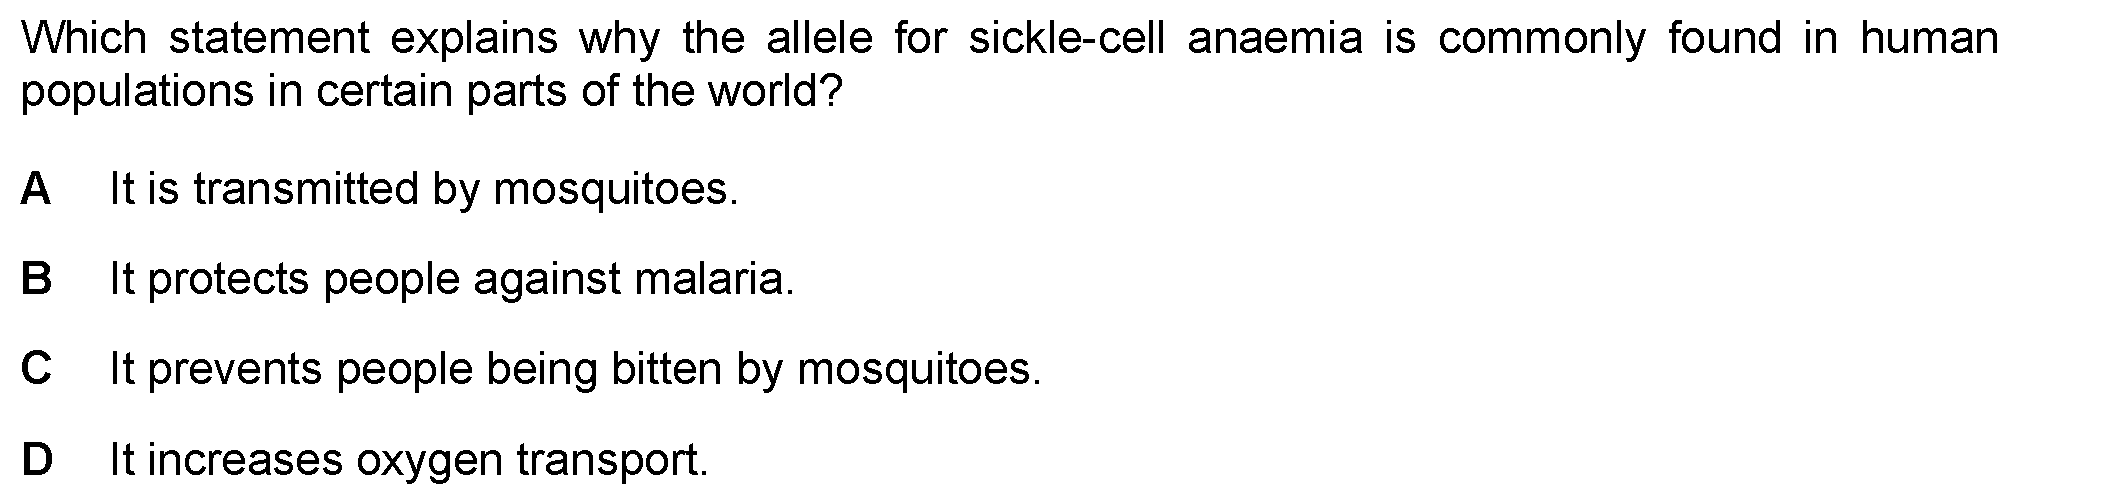 Which statement explains why the allele for sickle-cell anaemia is commonly found in human
populations in certain parts of the world?
A It is transmitted by mosquitoes.
B It protects people against malaria.
C It prevents people being bitten by mosquitoes.
D It increases oxygen transport.